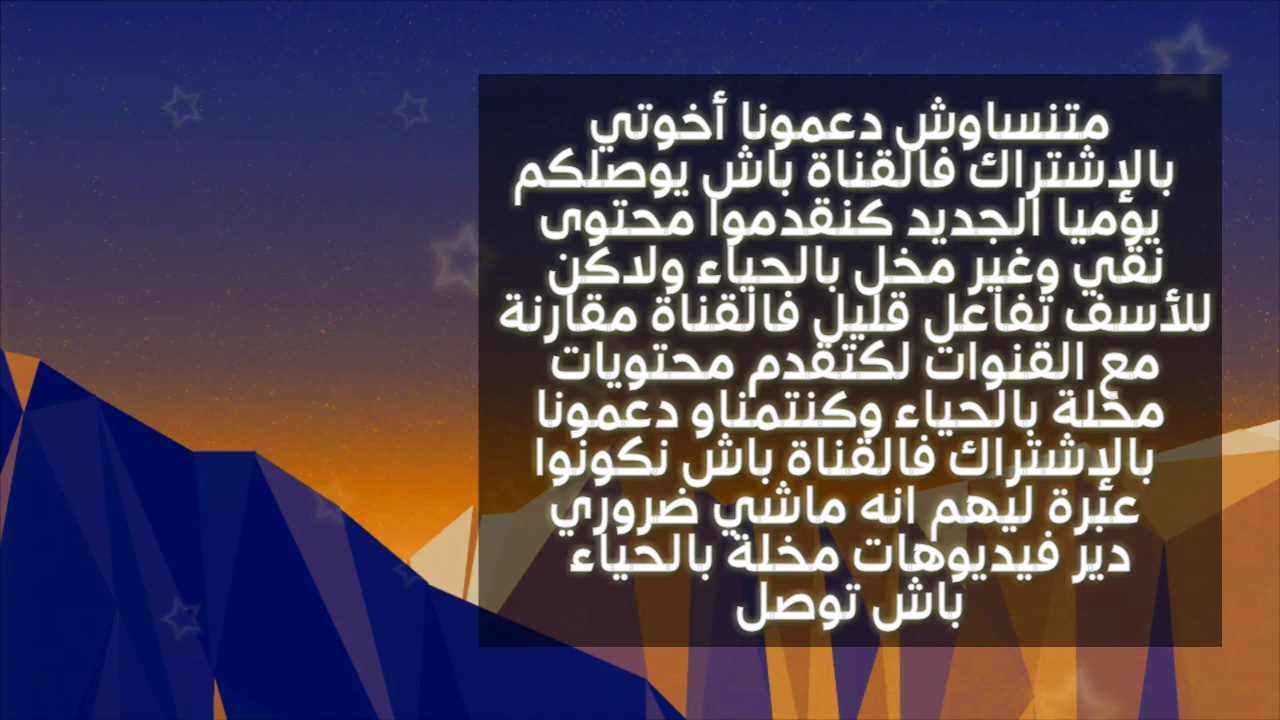 متنساوش دعمونا أخوتي
بالإشتراك فالقناة باش يوصلكم
يؤميا الجديد كنقدموا محتوى
نقي وغير مخل بالحياء ولاكن
للأسف تفاعل قليل فالقناة مقارنة
مع القنوات لكتقدم محتويات
مخلة بالحياء وكنتمناو دعمونا
بالإشتراك فالقناة باش نكونوا
عبرة ليهم انه ماشي ضروري
دير فيديوهات مخلة بالحياء
باش توصل